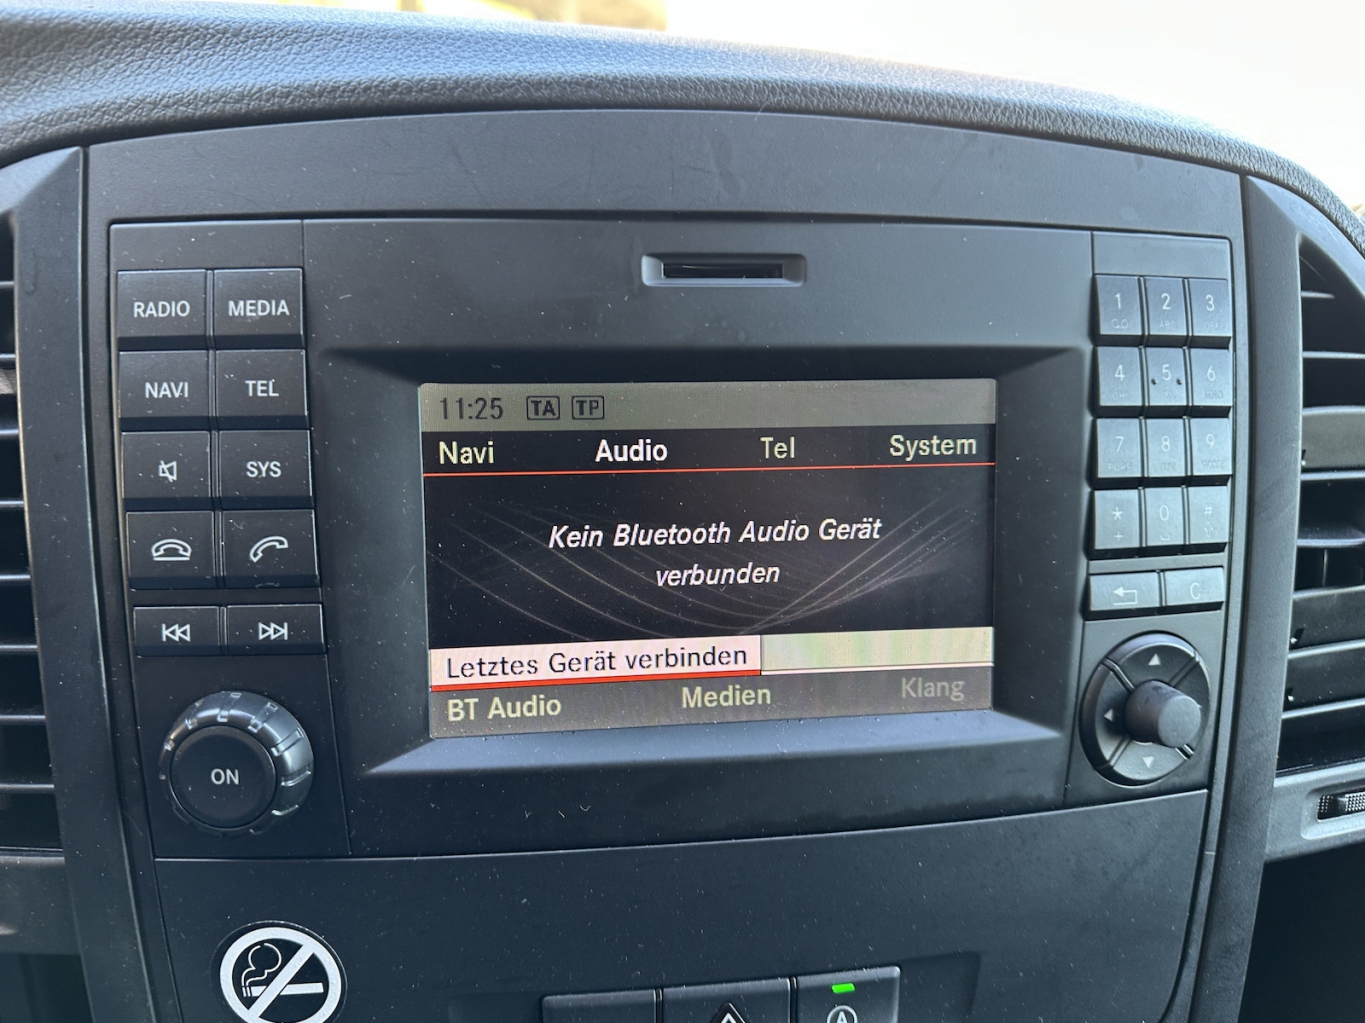 RADIO MEDIA
NAVI TEL
SYS
ON
11:25 TA TP
Navi Audio Tel System
Kein Bluetooth Audio Gerät
verbunden
Letztes Gerät verbinden
BT Audio Medien Klang
1 2 3
4 5 6
7 8 9
* 0 #
C
A